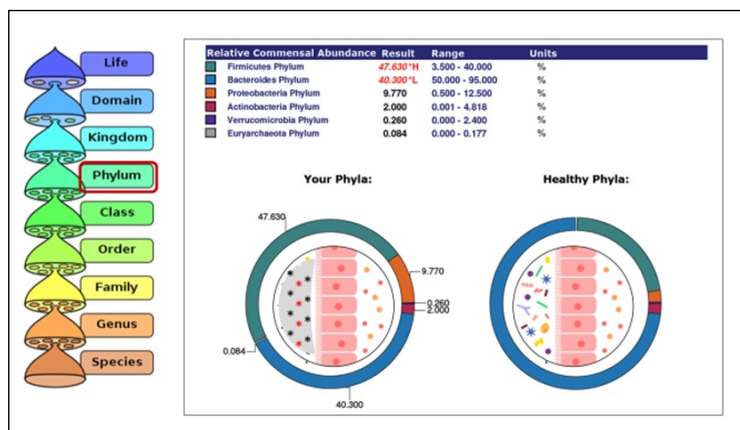 Life
Domain
Kingdom
Phylum
Class
Order
Family
Genus
Species
Relative Commensal Abundance Result Range Units
Firmicutes Phylum 47.630*H 3.500 - 40.000 %
Bacteroides Phylum 40.300*L 50.000 - 95.000 %
Proteobacteria Phylum 9.770 0.500 - 12.500 %
Actinobacteria Phylum 2.000 0.001 - 4.818 %
Verrucomicrobia Phylum 0.260 0.000 - 2.400 %
Euryarchaeota Phylum 0.084 0.000 - 0.177 %
Your Phyla: Healthy Phyla:
47.630
9.770
0.260
2.000
0.084
40.300